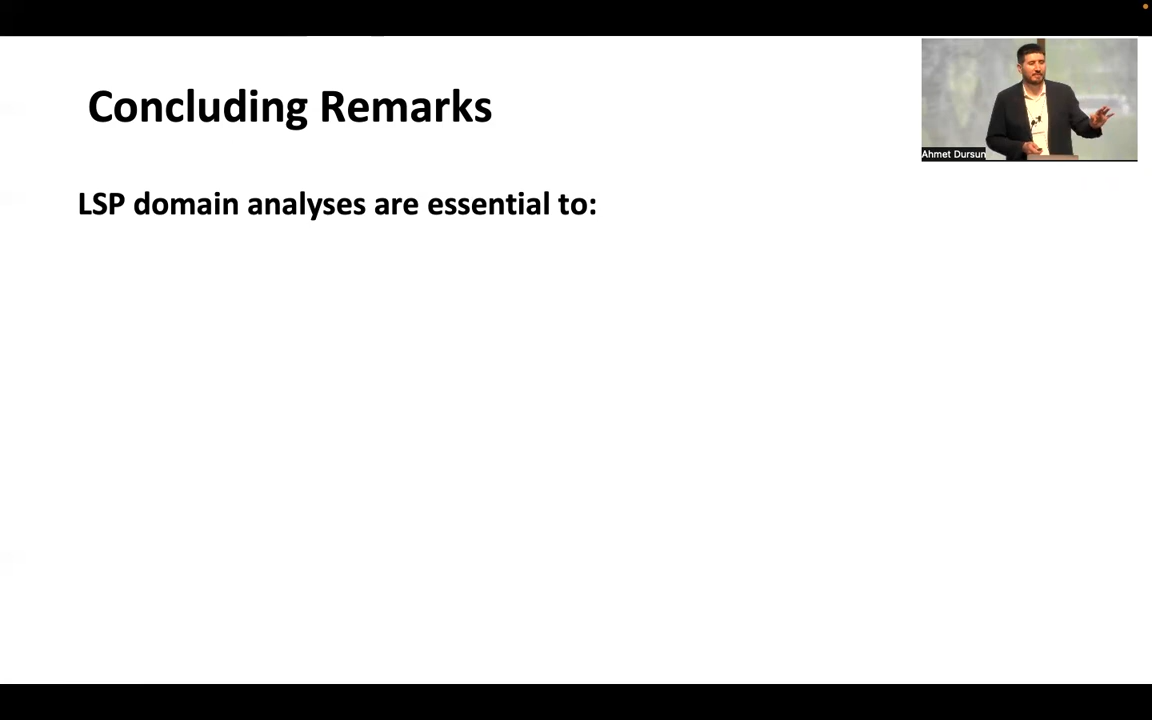 Concluding Remarks
Ahmet Dursun
LSP domain analyses are essential to: